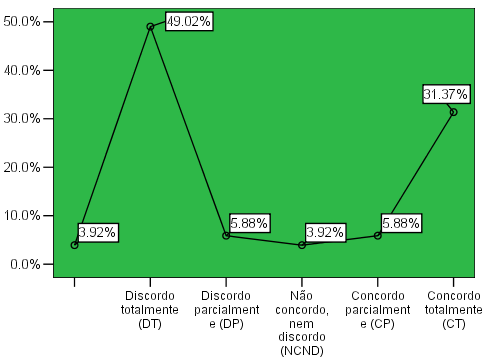 50.0%
40.0%
30.0%
20.0%
10.0%
0.0%
3.92%
49.02%
5.88%
3.92%
5.88%
31.37%
Discordo
totalmente
(DT)
Discordo
parcialment
e (DP)
Não
concordo,
nem
discordo
(NCND)
Concordo
parcialment
e (CP)
Concordo
totalmente
(CT)